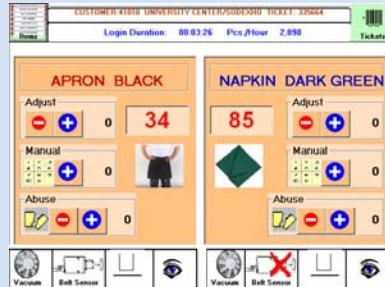 CUSTOMER 41010 UNIVERSITY CENTER/SODEXHO TICKET: 335664
Rooms
Login Duration: 00:03:26 Pcs./Hour 2,090
Tickets
APRON BLACK
Adjust
0
34
Manual
0
Abuse
0
Vacuum
Belt Sensor
NAPKIN DARK GREEN
85
Adjust
0
Manual
0
Abuse
0
Vacuum
Belt Sensor